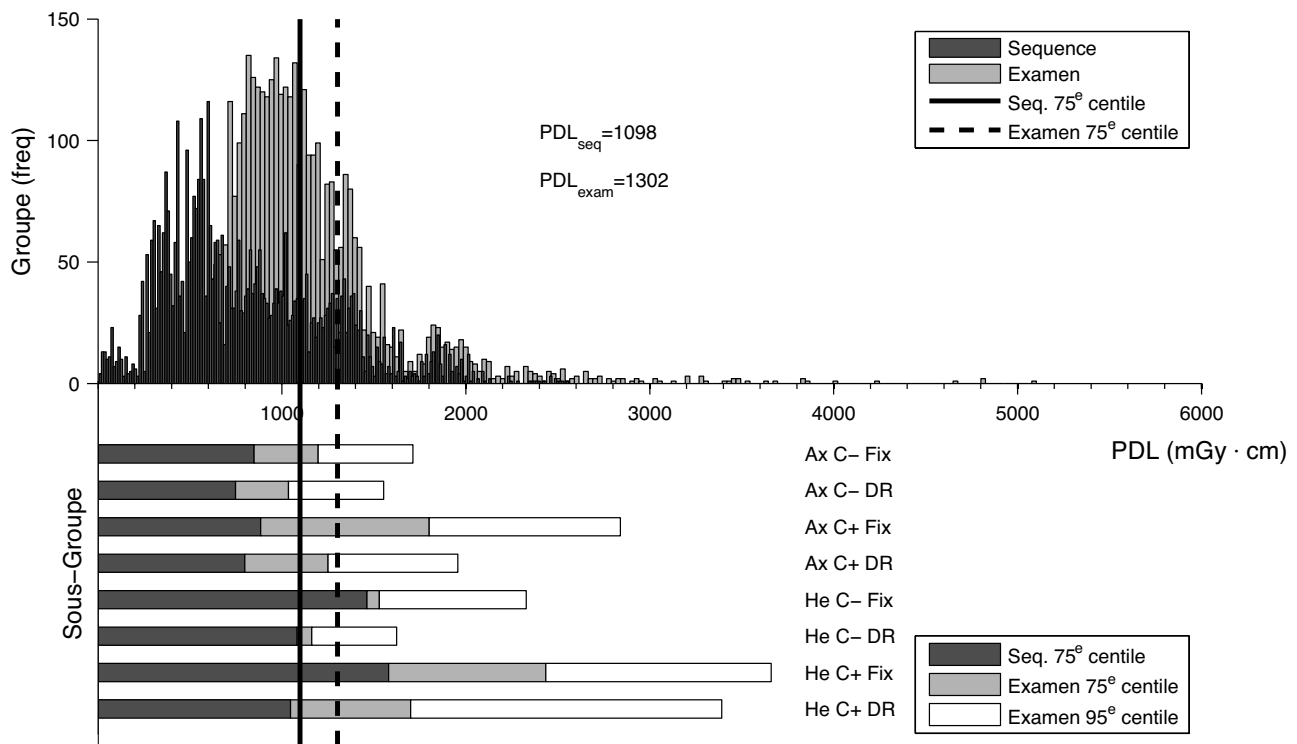 150
100
50
0
Groupe (freq)
Sequence
Examen
Seq. 75e centile
Examen 75e centile
PDLseq=1098
PDLexam=1302
1000
2000
3000
4000
5000
6000
PDL (mGy · cm)
Sous−Groupe
Ax C− Fix
Ax C− DR
Ax C+ Fix
Ax C+ DR
He C− Fix
He C− DR
He C+ Fix
He C+ DR
Seq. 75e centile
Examen 75e centile
Examen 95e centile